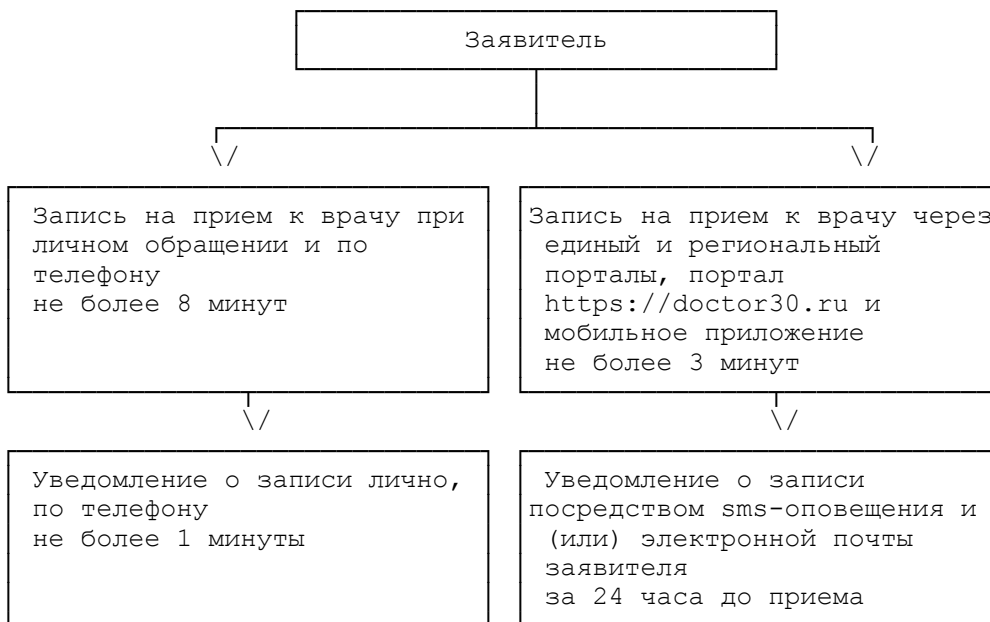 Заявитель
\/
\/
Запись на прием к врачу при
личном обращении и по
телефону
не более 8 минут
Запись на прием к врачу через
единый и региональный
порталы, портал
https://doctor30.ru и
мобильное приложение
не более 3 минут
\/
\/
Уведомление о записи лично,
по телефону
не более 1 минуты
Уведомление о записи
посредством sms-оповещения и
(или) электронной почты
заявителя
за 24 часа до приема